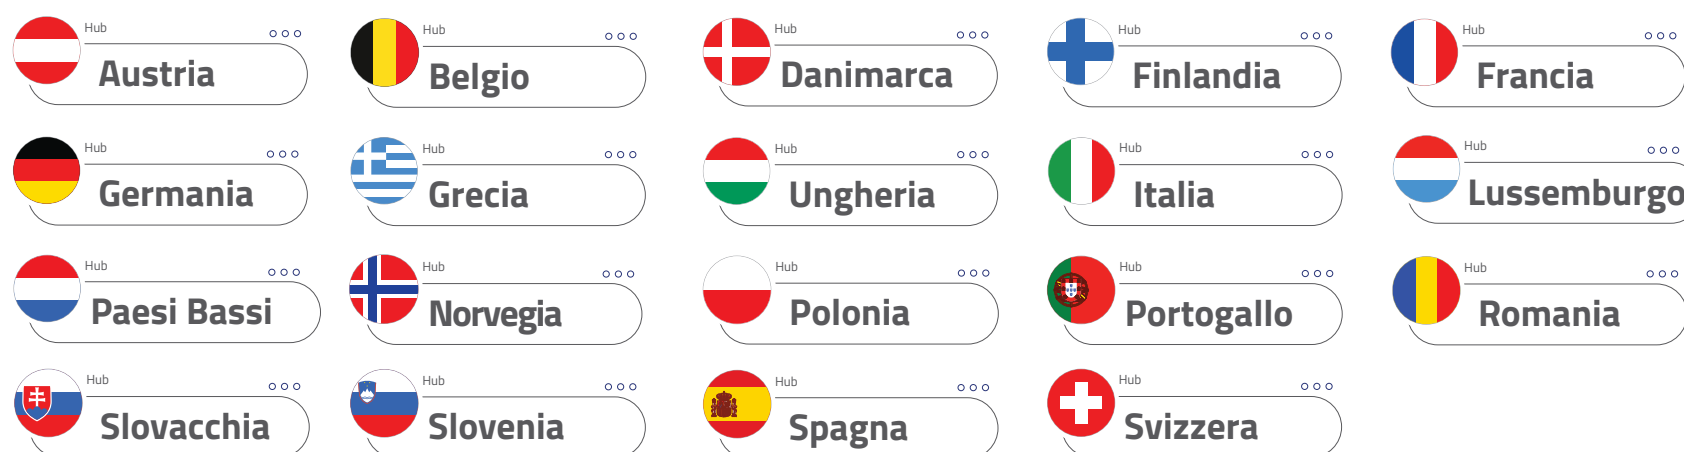 Hub
Austria
Hub
Belgio
Hub
Danimarca
Hub
Finlandia
Hub
Francia
Hub
Germania
Hub
Grecia
Hub
Ungheria
Hub
Italia
Hub
Lussemburgo
Hub
Paesi Bassi
Hub
Norvegia
Hub
Polonia
Hub
Portogallo
Hub
Romania
Hub
Slovacchia
Hub
Slovenia
Hub
Spagna
Hub
Svizzera